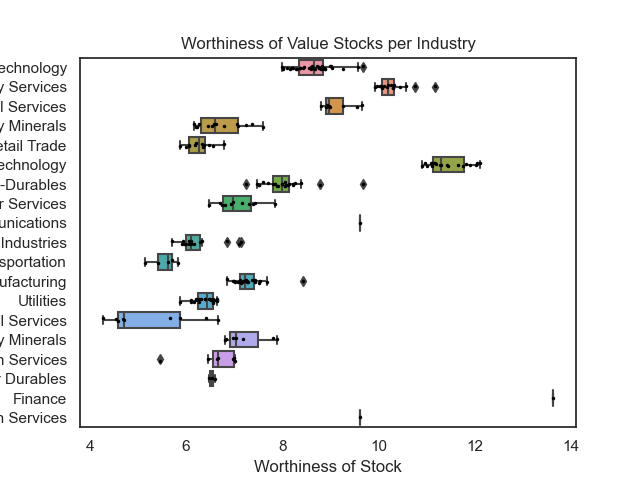 Worthiness of Value Stocks per Industry
echnology
y Services
l Services
y Minerals
etail Trade
echnology
-Durables
r Services
unications
Industries
sportation
ufacturing
Utilities
l Services
y Minerals
h Services
r Durables
Finance
n Services
4 6 8 10 12 14
Worthiness of Stock